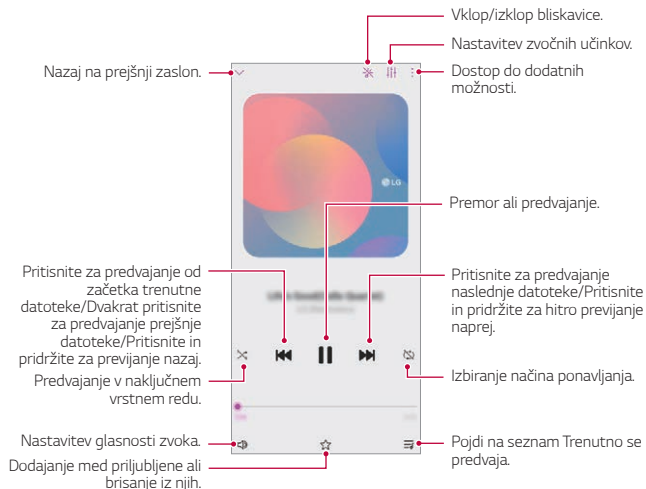 Vklop/izklop bliskavice.
Nastavitev zvočnih učinkov.
Nazaj na prejšnji zaslon.
Dostop do dodatnih
možnosti.
LG
Premor ali predvajanje.
Pritisnite za predvajanje od
začetka trenutne
datoteke/Dvakrat pritisnite
za predvajanje prejšnje
datoteke/Pritisnite in
pridržite za previjanje nazaj.
Pritisnite za predvajanje
naslednje datoteke/Pritisnite
in pridržite za hitro previjanje
naprej.
Predvajanje v naključnem
vrstnem redu.
Izbiranje načina ponavljanja.
Nastavitev glasnosti zvoka.
Pojdi na seznam Trenutno se
predvaja.
Dodajanje med priljubljene ali
brisanje iz njih.